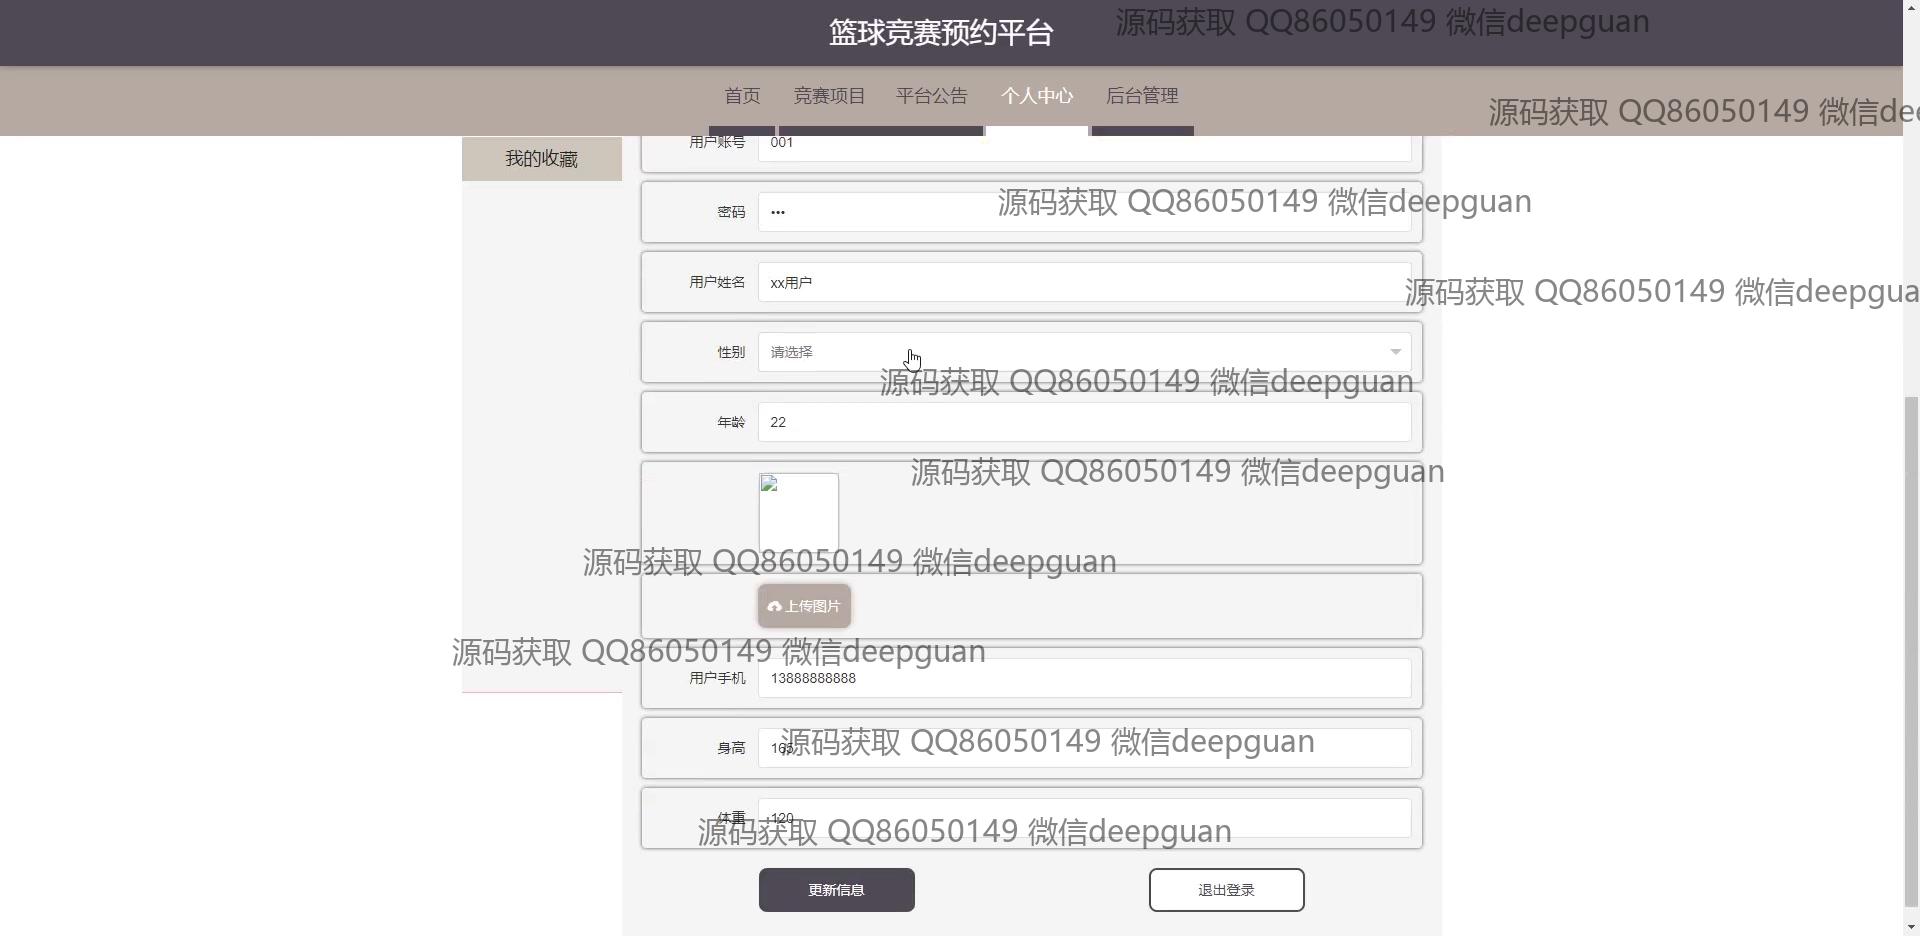 篮球竞赛预约平台
源码获取 QQ86050149 微信deepguan
首页 竞赛项目 平台公告 个人中心 后台管理
源码获取 QQ86050149 微信dee
用户账号 001
我的收藏
密码 •••
源码获取 QQ86050149 微信deepguan
用户姓名 xx用户
源码获取 QQ86050149 微信deepgua
性别 请选择
源码获取 QQ86050149 微信deepguan
年龄 22
源码获取 QQ86050149 微信deepguan
源码获取 QQ86050149 微信deepguan
上传图片
源码获取 QQ86050149 微信deepguan
用户手机 13888888888
身高 165
源码获取 QQ86050149 微信deepguan
体重 120
源码获取 QQ86050149 微信deepguan
更新信息 退出登录